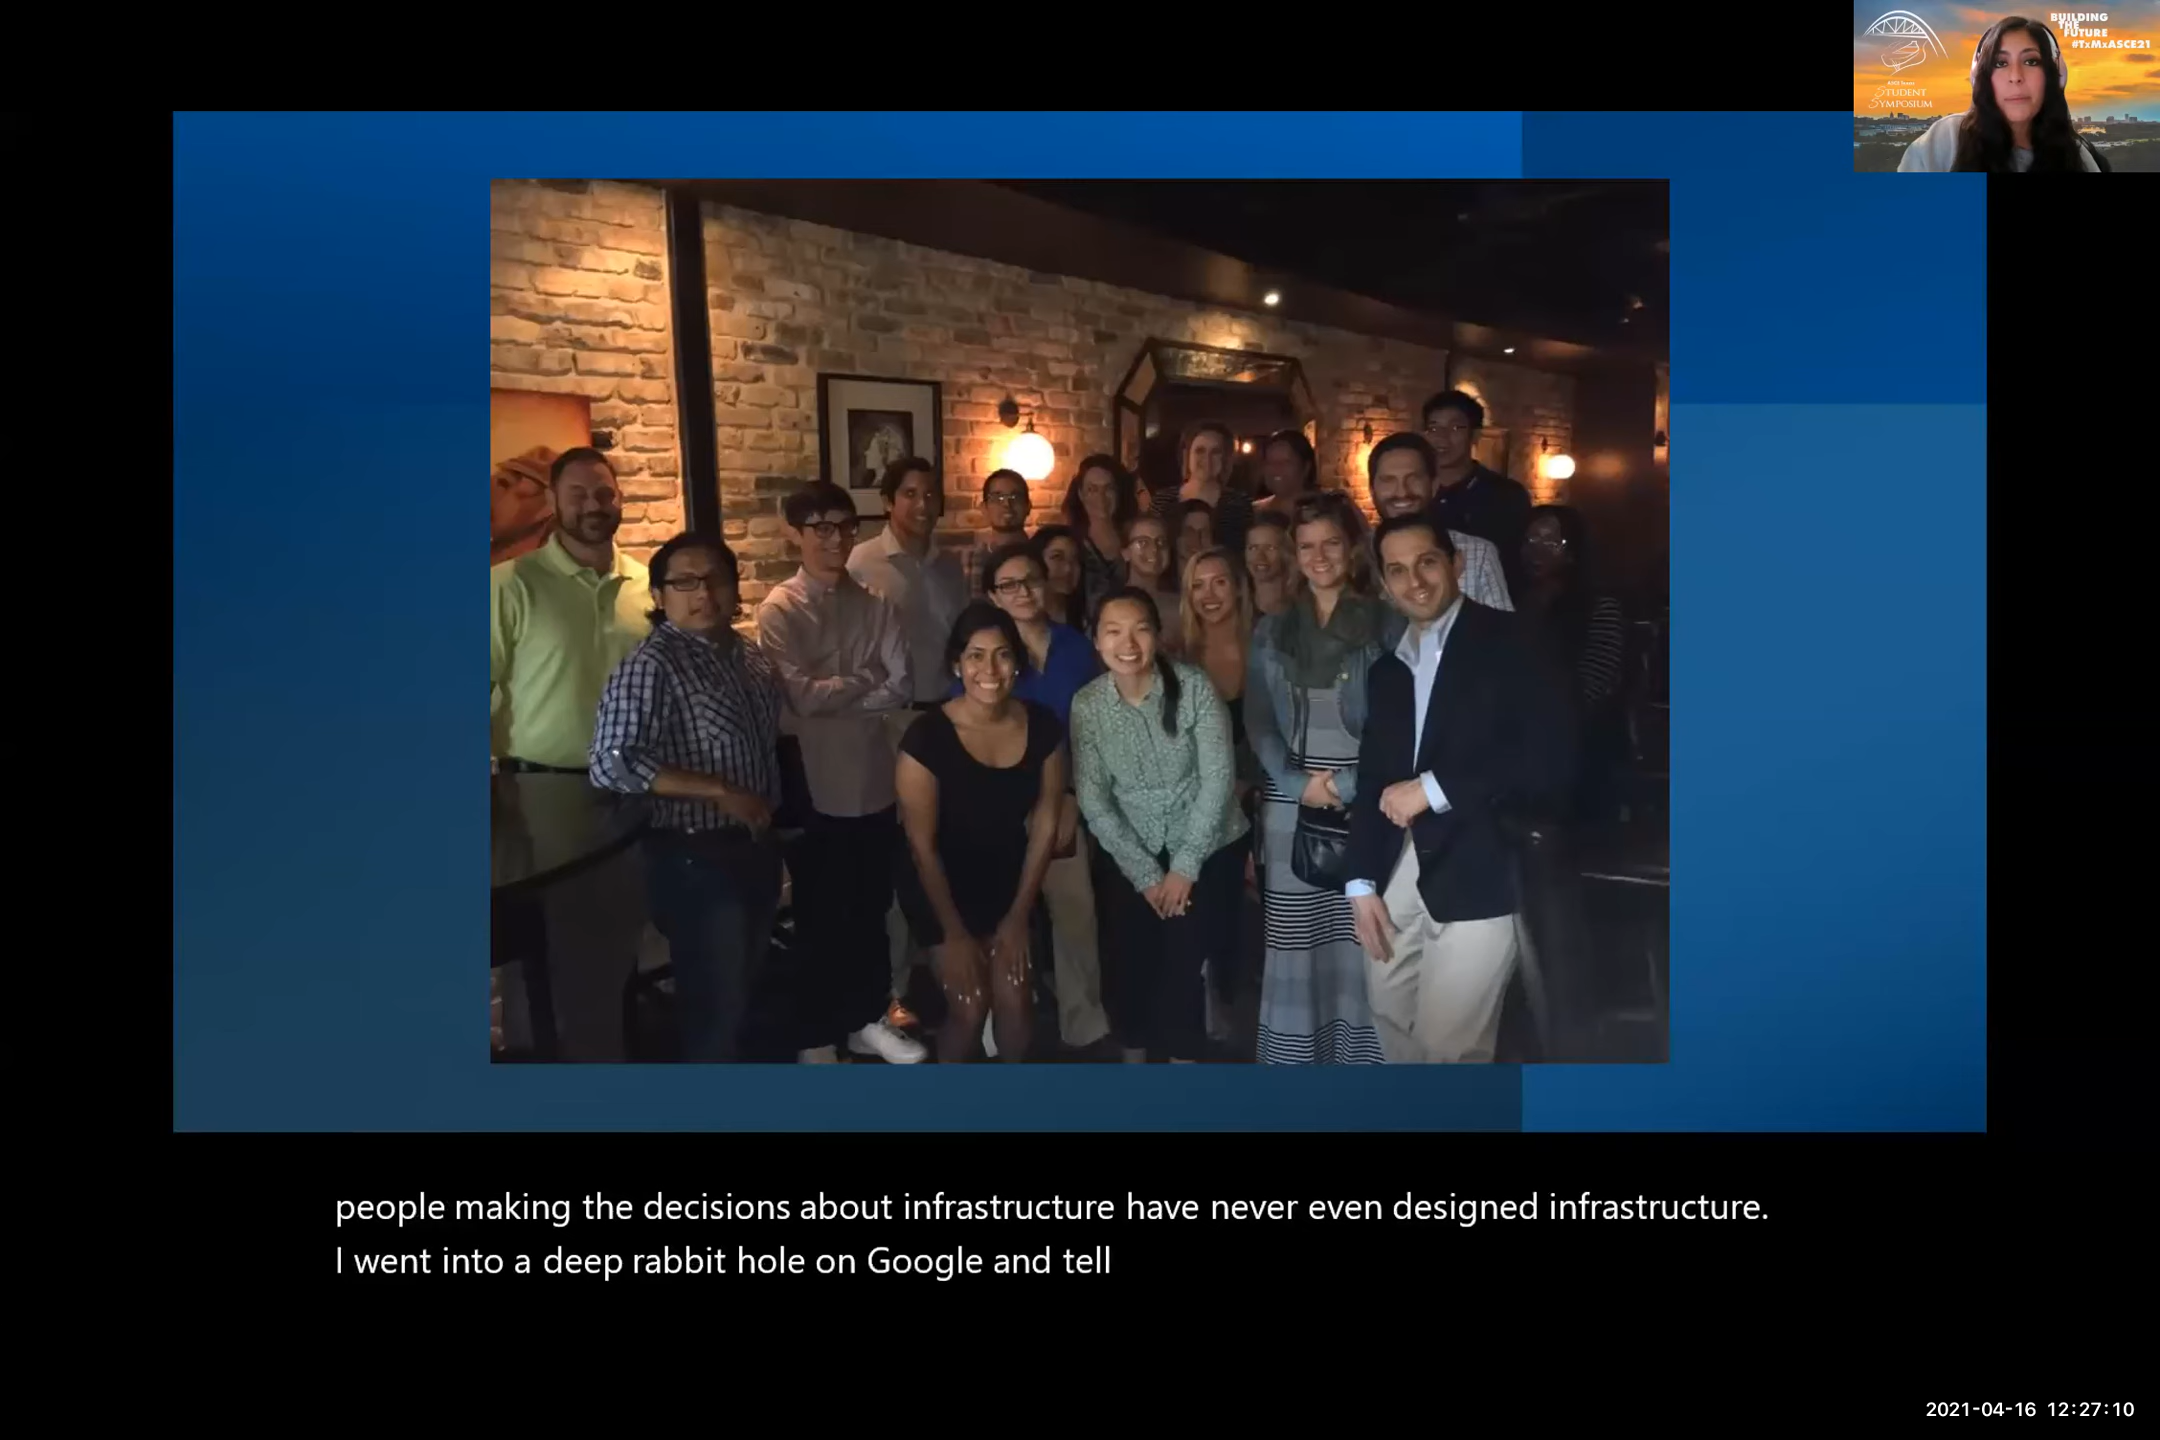 BUILDING
THE
FUTURE
#TxMxASCE21
STUDENT
SYMPOSIUM
people making the decisions about infrastructure have never even designed infrastructure.
I went into a deep rabbit hole on Google and tell
2021-04-16 12:27:10